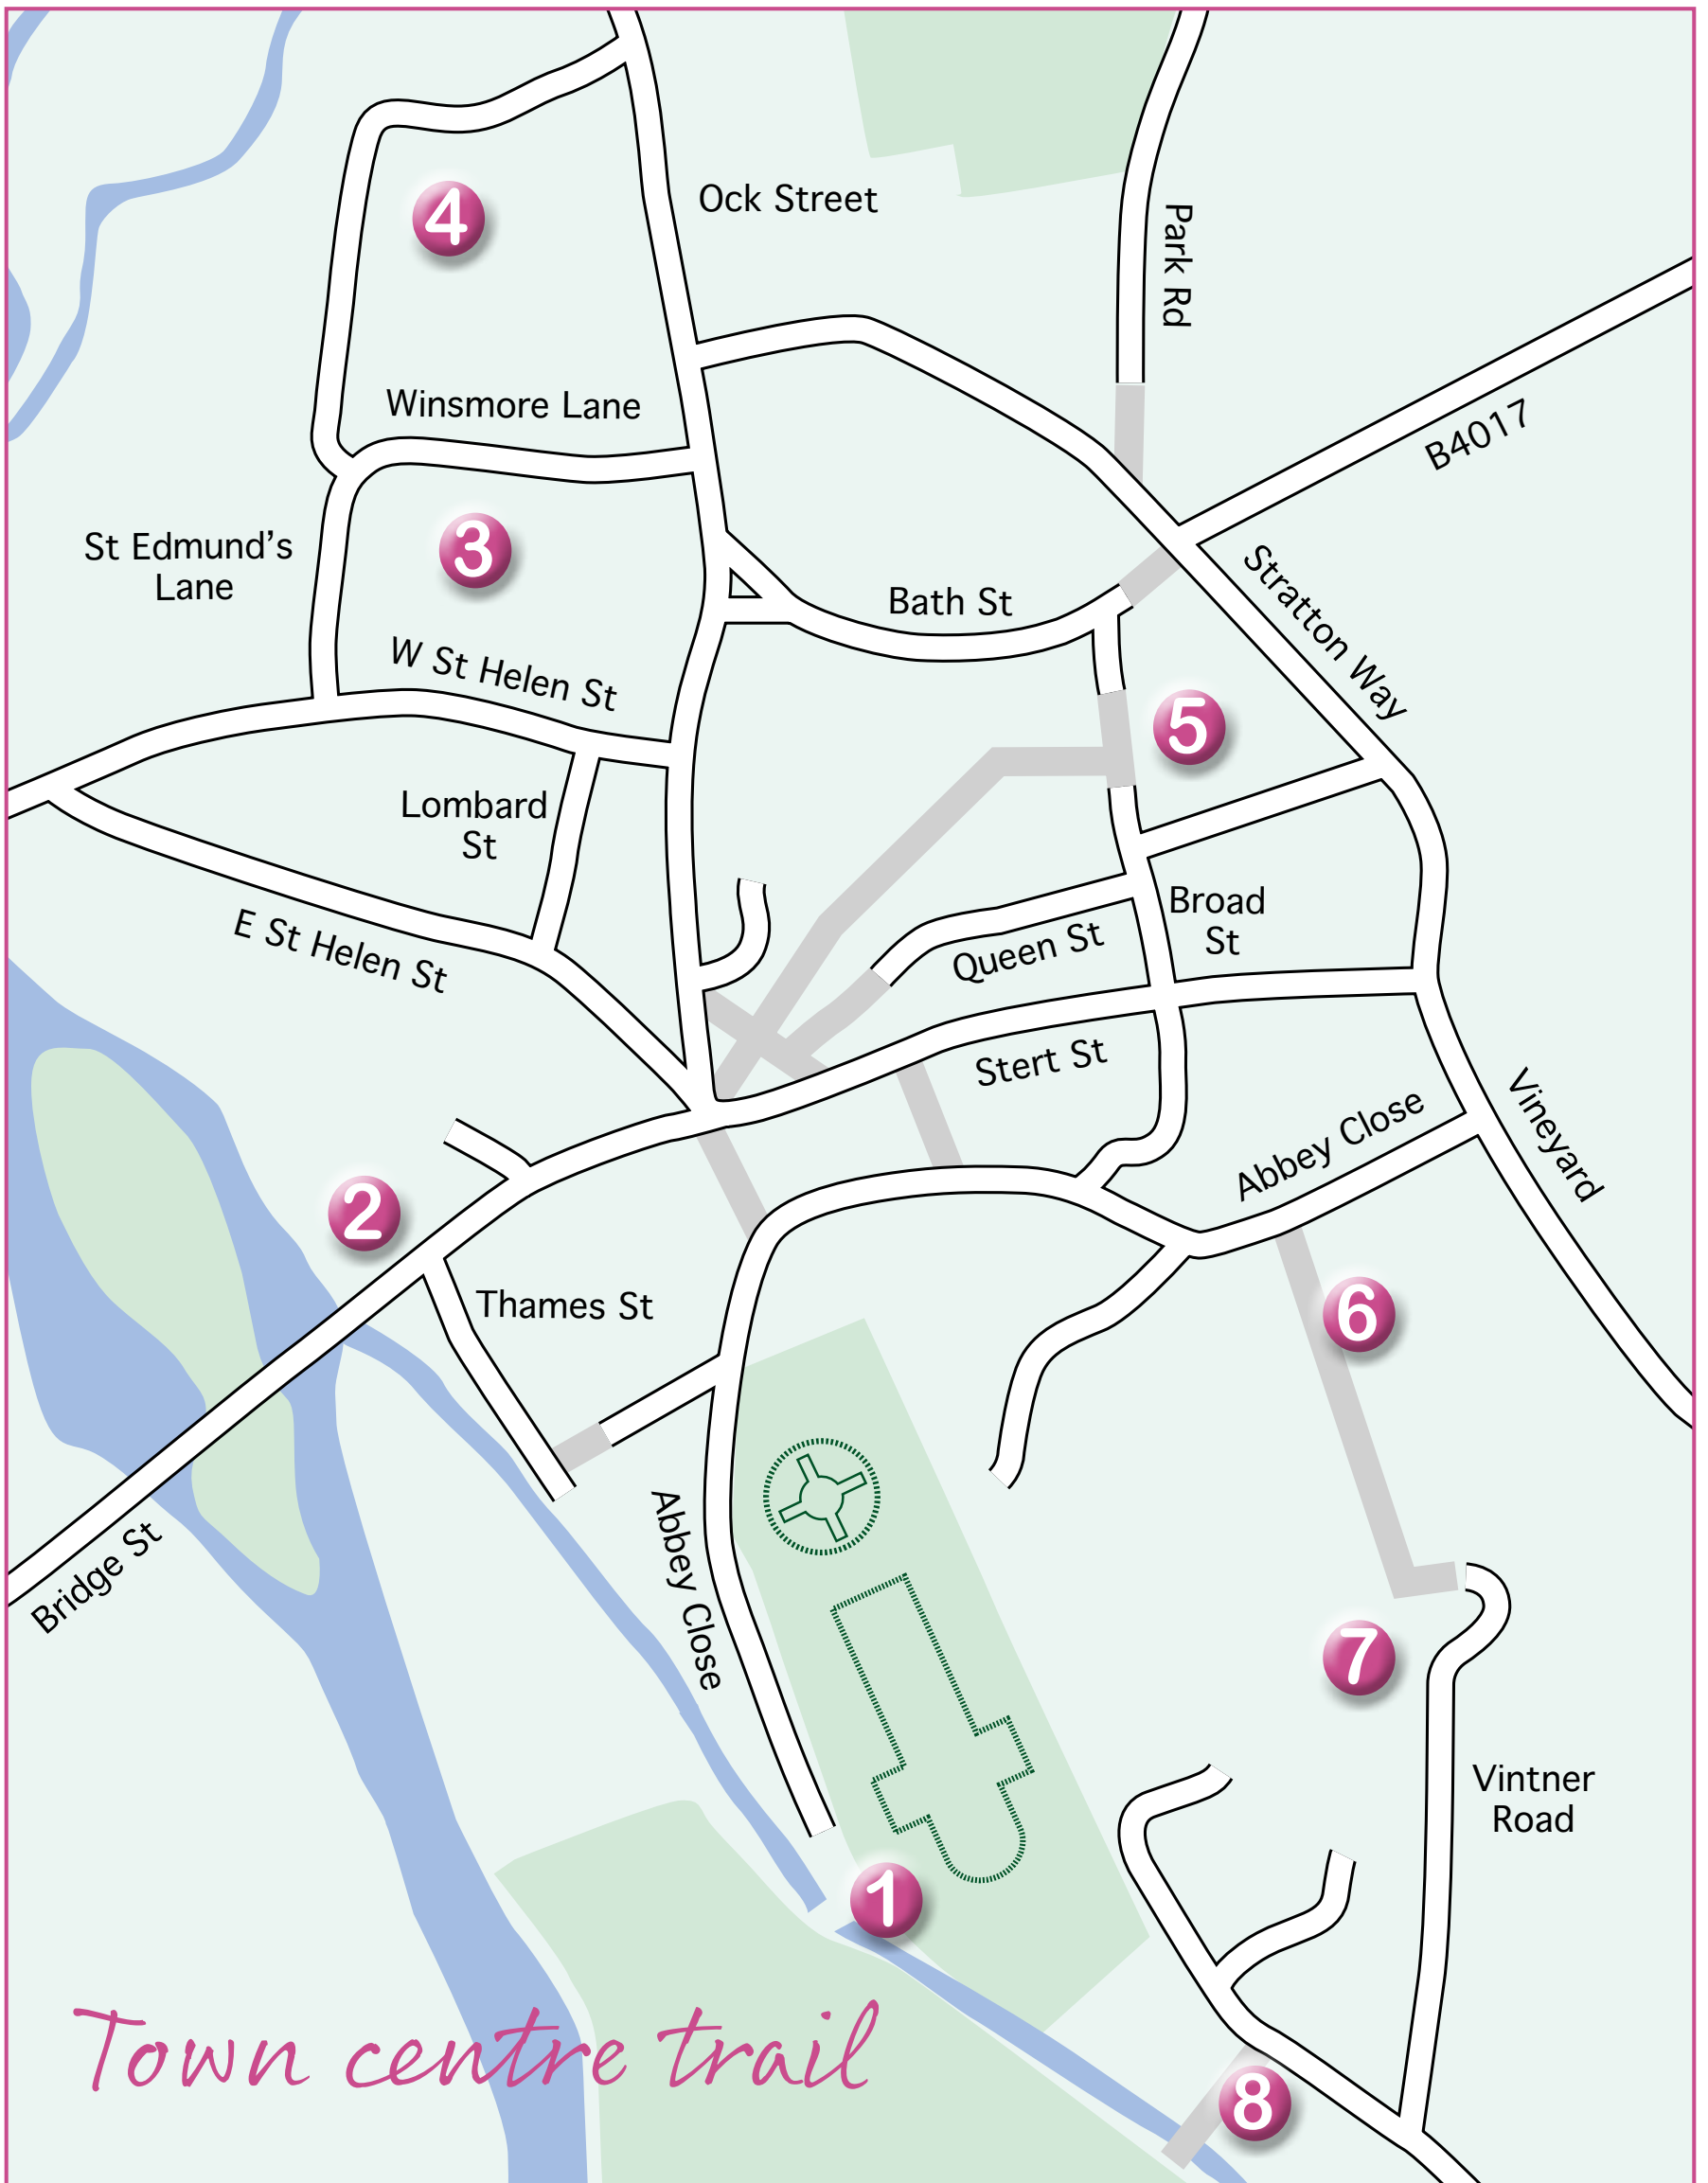 4
Ock Street
Park Rd
Winsmore Lane
B4017
St Edmund’s
Lane
3
Bath St
Stratton Way
W St Helen St
5
Lombard
St
E St Helen St
Broad
St
Queen St
Stert St
Abbey Close
Vineyard
2
Thames St
6
Bridge St
Abbey Close
7
Vintner
Road
1
Town centre trail
8